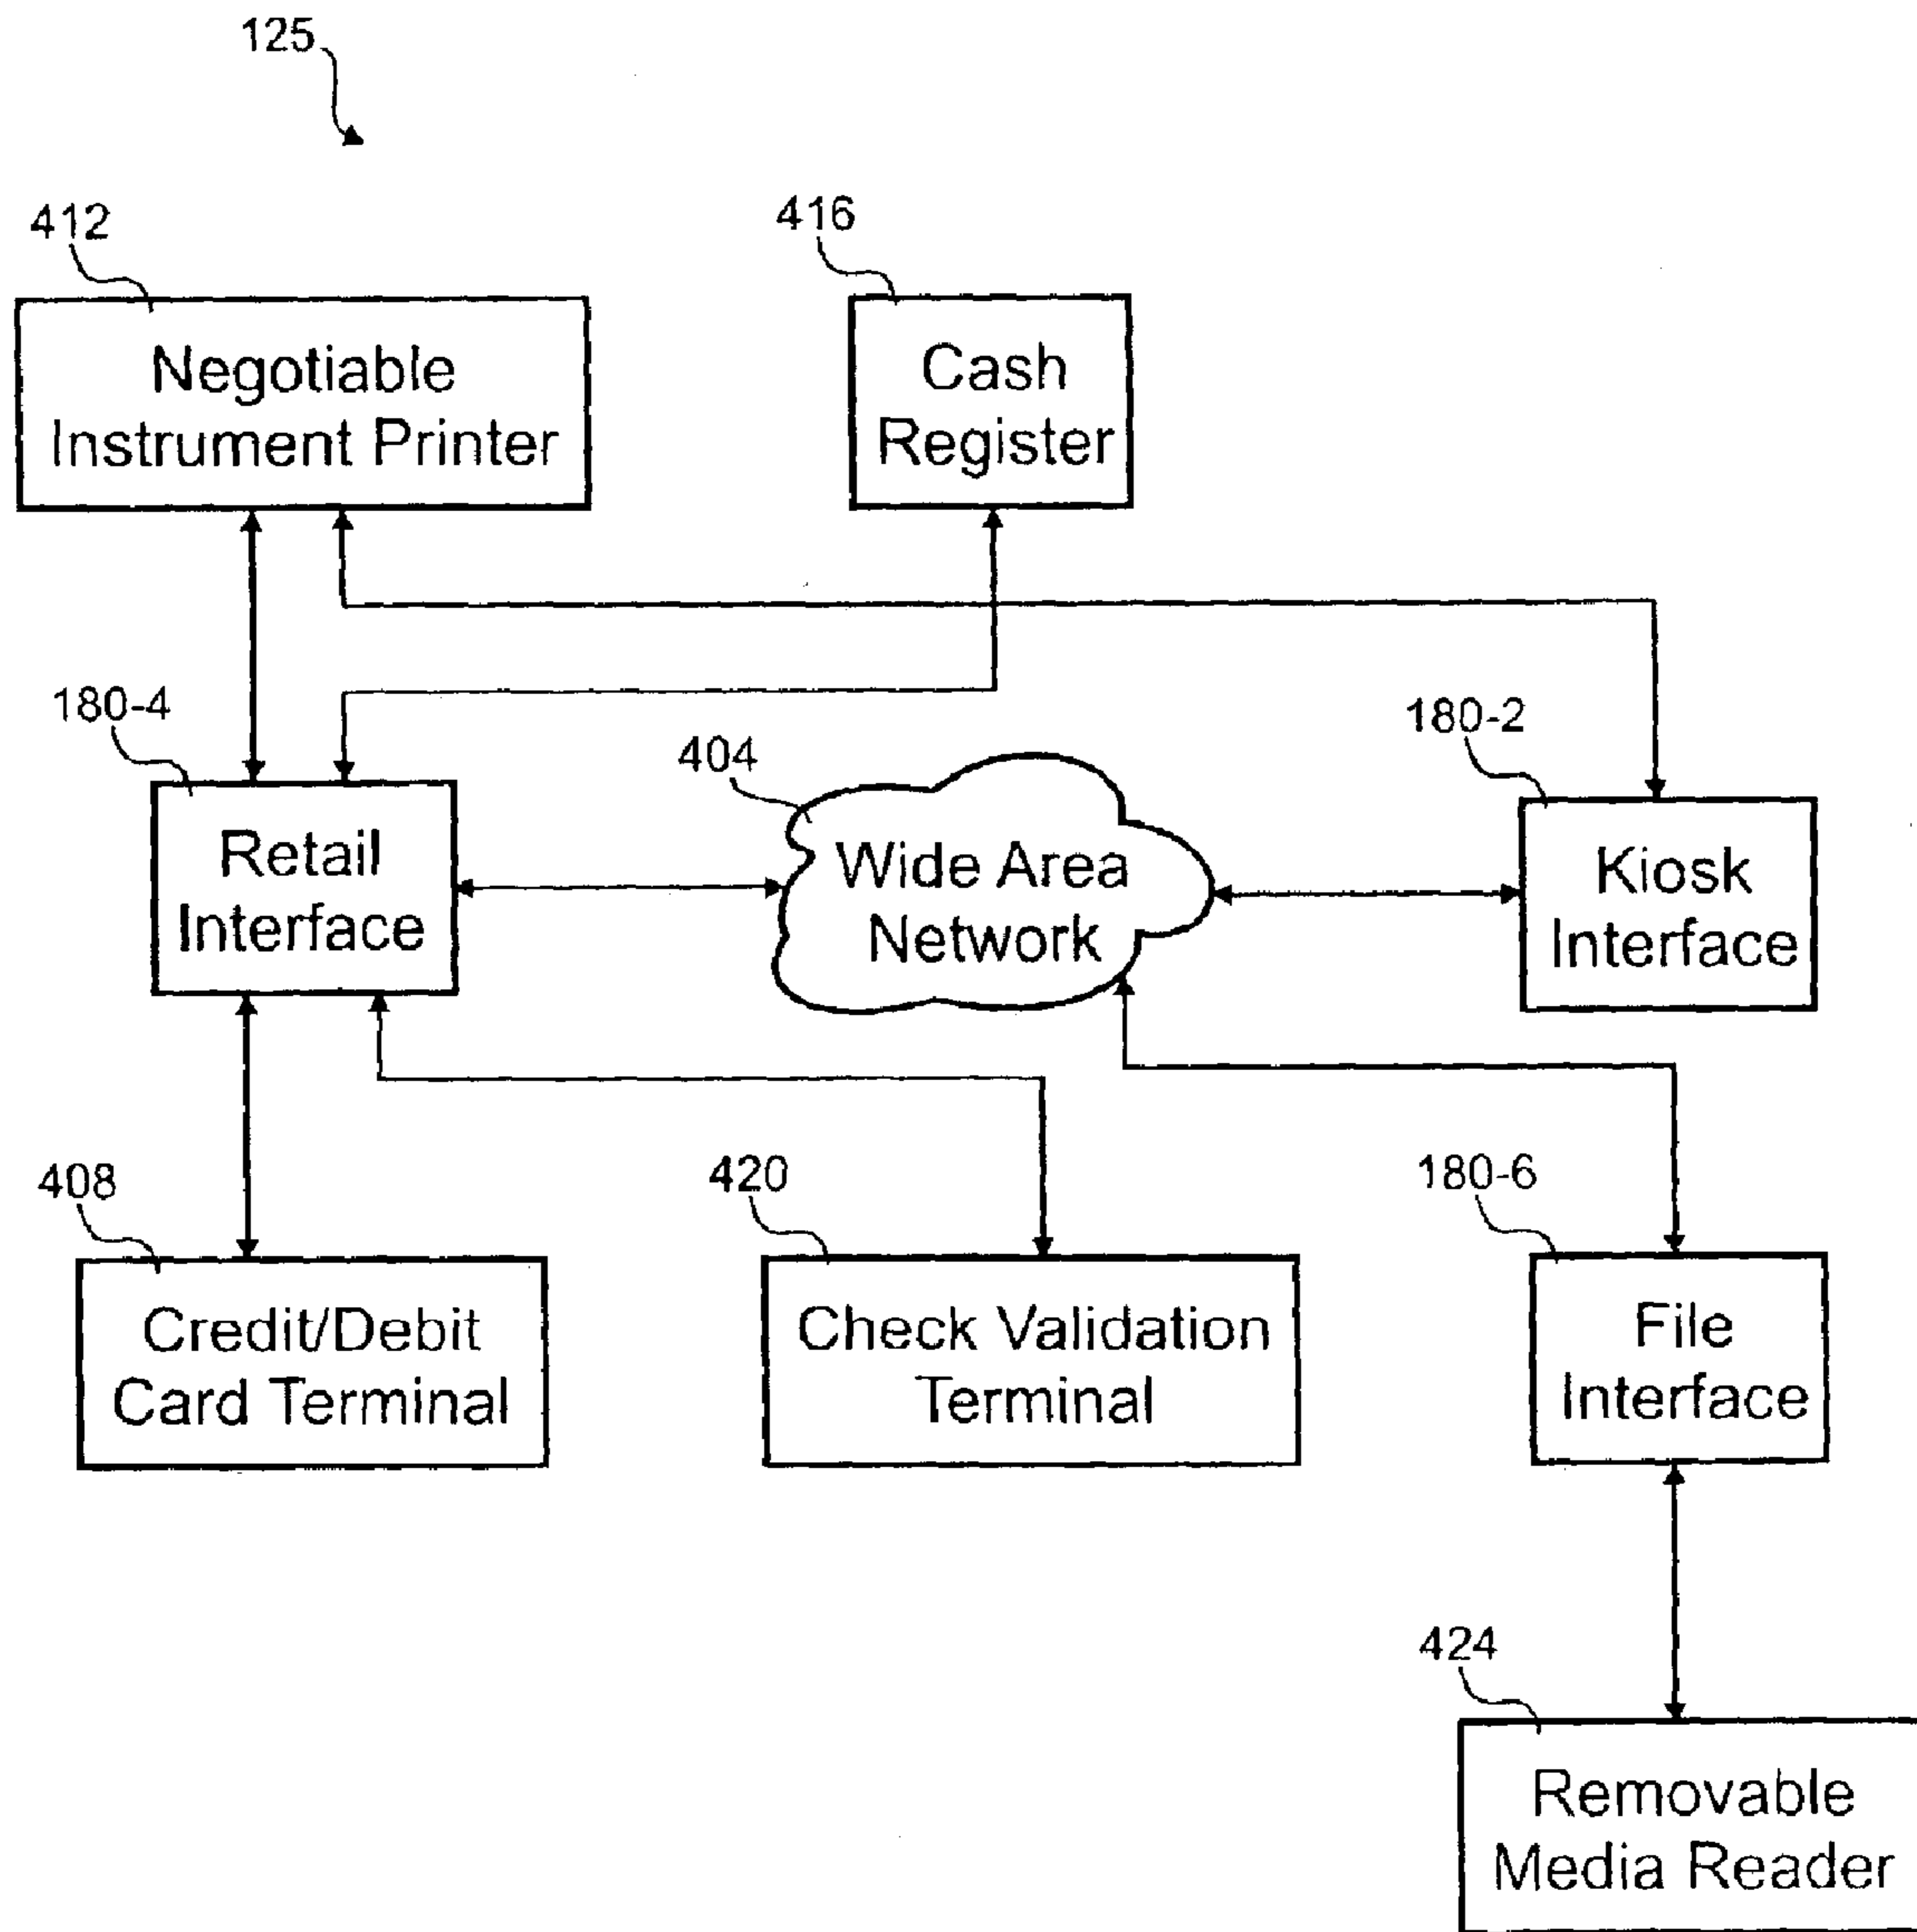 125
412
416
Negotiable
Instrument Printer
Cash
Register
180-4
404
180-2
Retail
Interface
Wide Area
Network
Kiosk
Interface
408
420
180-6
Credit/Debit
Card Terminal
Check Validation
Terminal
File
Interface
424
Removable
Media Reader